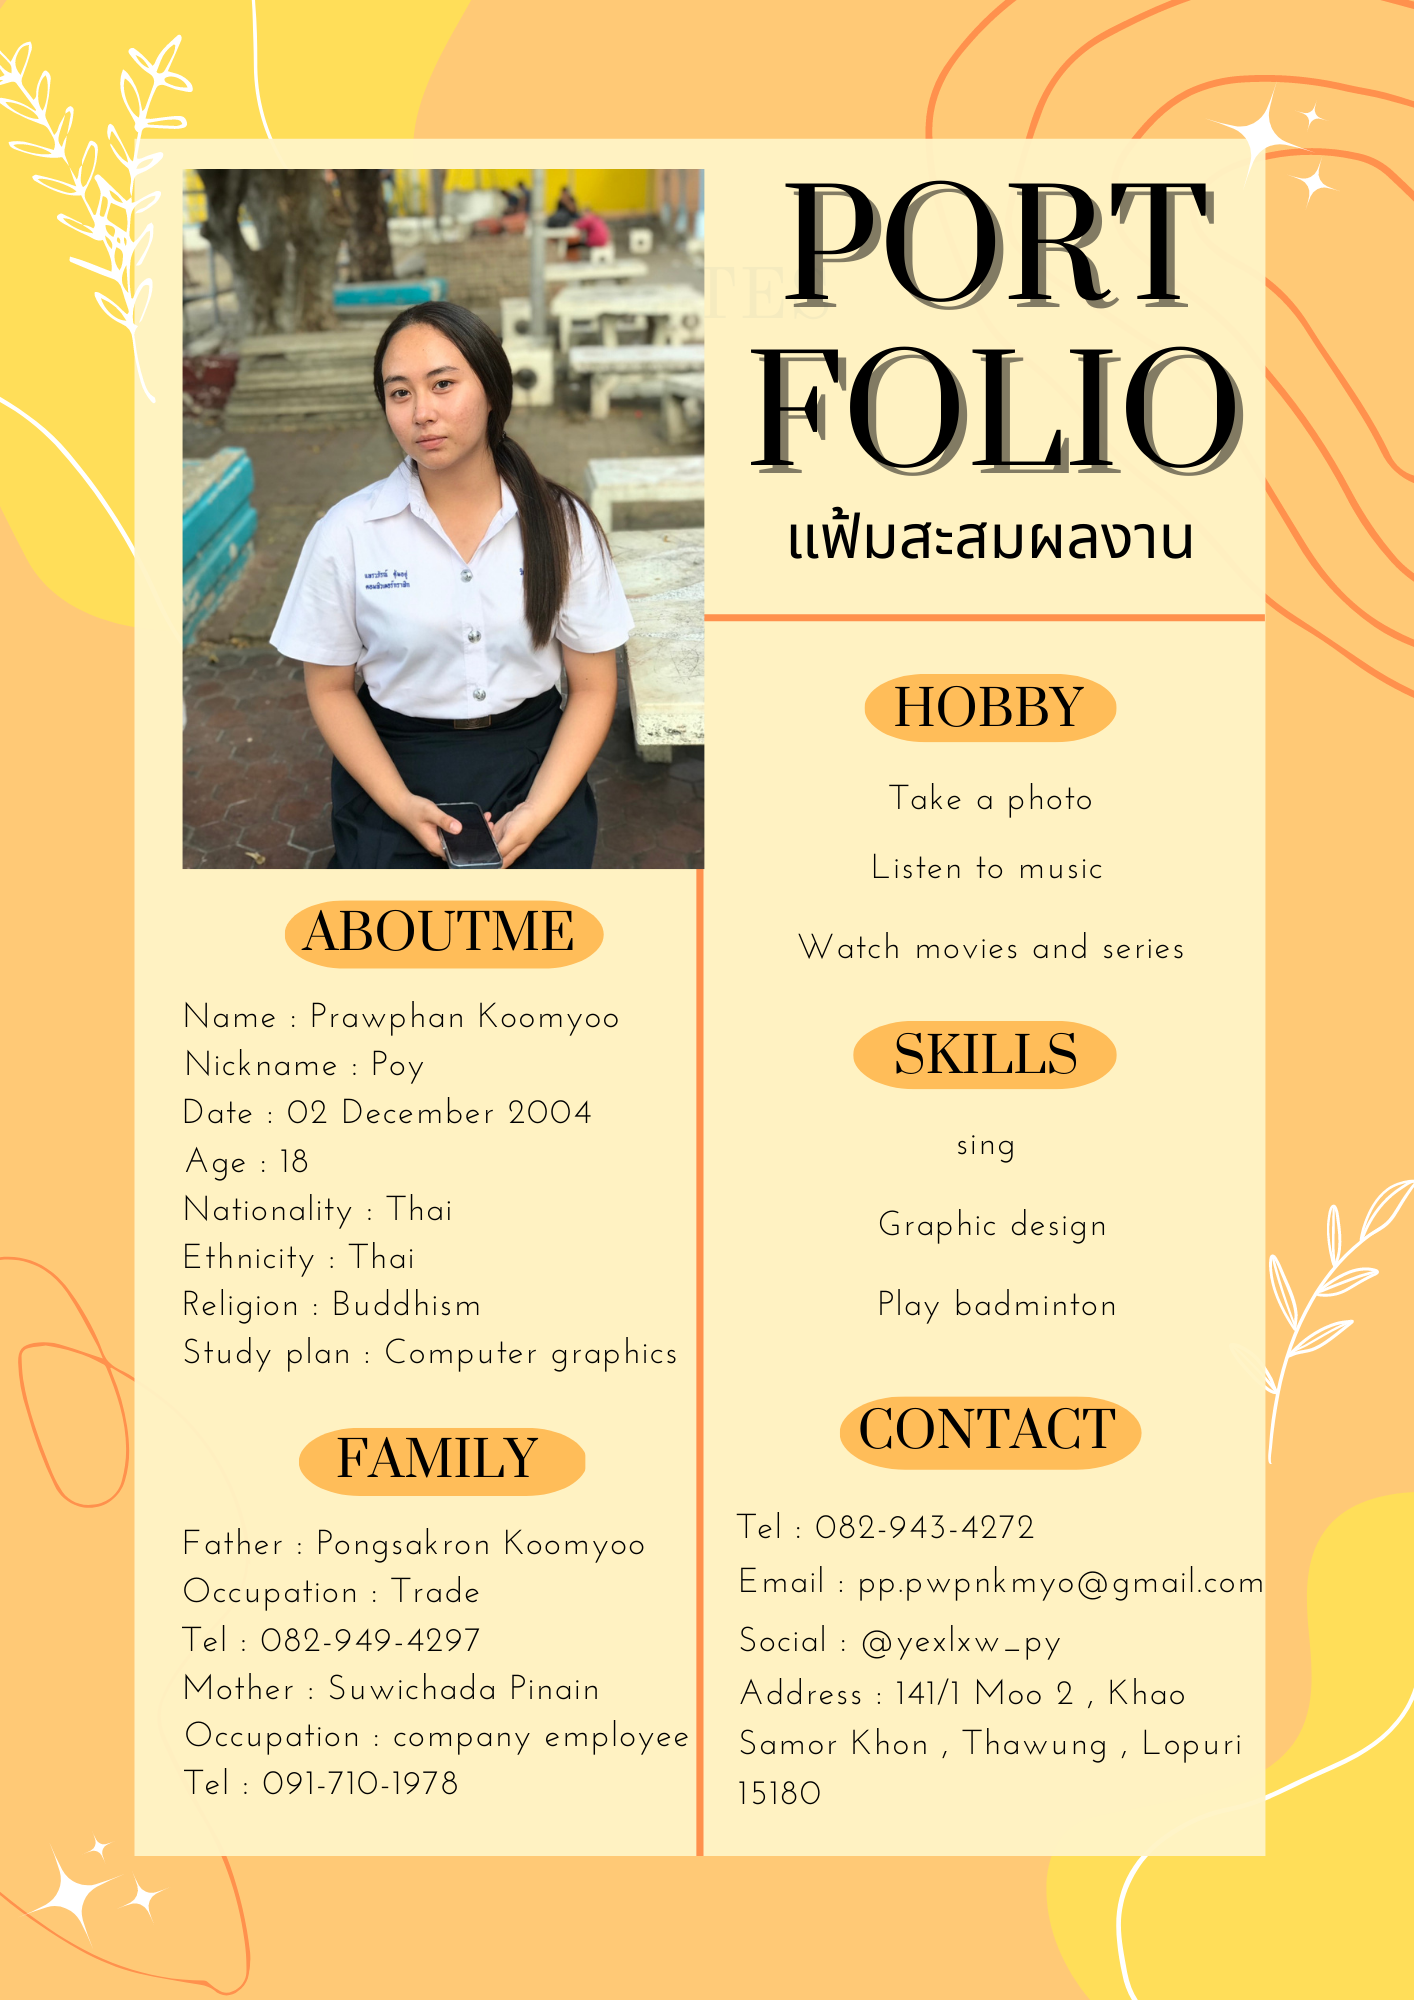 PORT
FOLIO
แฟ้มสะสมผลงาน
HOBBY
Take a photo
Listen to music
Watch movies and series
SKILLS
sing
Graphic design
Play badminton
CONTACT
Tel : 082-943-4272
Email : pp.pwpnkmyo@gmail.com
Social : @yexlxw_py
Address : 141/1 Moo 2 , Khao
Samor Khon , Thawung , Lopuri
15180
ABOUTME
Name : Prawphan Koomyoo
Nickname : Poy
Date : 02 December 2004
Age : 18
Nationality : Thai
Ethnicity : Thai
Religion : Buddhism
Study plan : Computer graphics
FAMILY
Father : Pongsakron Koomyoo
Occupation : Trade
Tel : 082-949-4297
Mother : Suwichada Pinain
Occupation : company employee
Tel : 091-710-1978